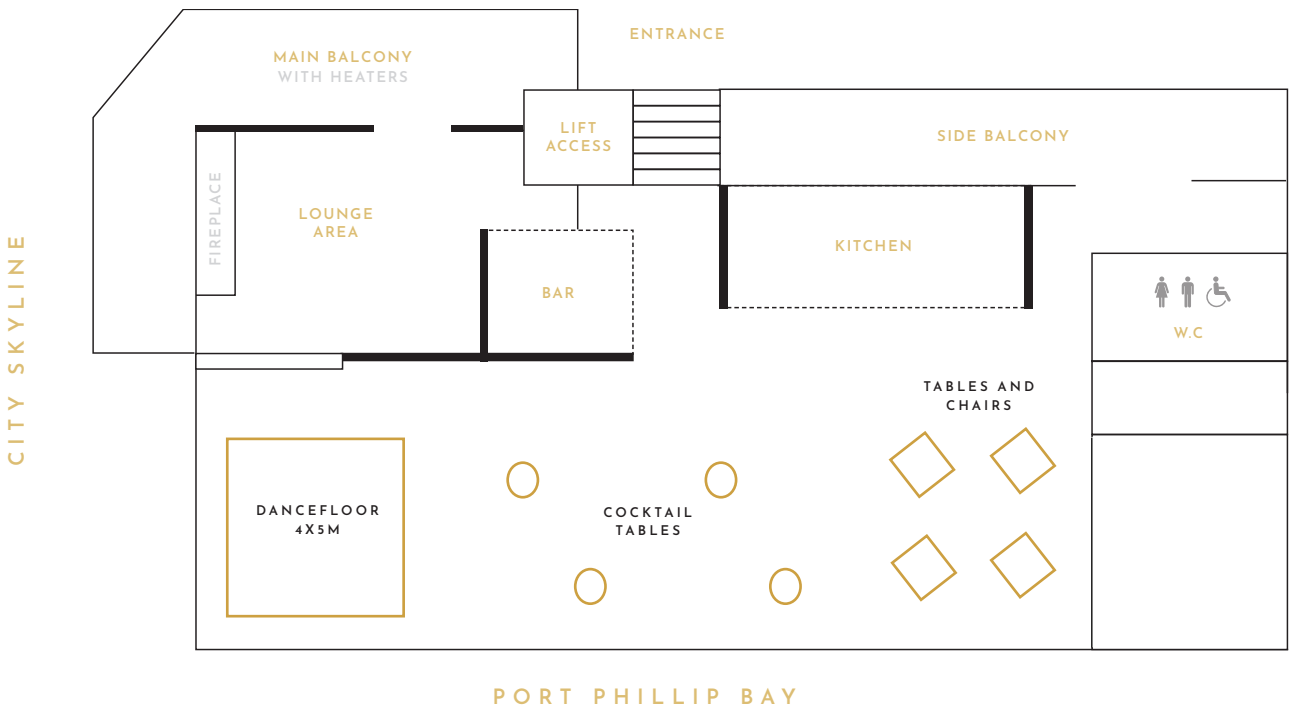 ENTRANCE
MAIN BALCONY
WITH HEATERS
LIFT
ACCESS
SIDE BALCONY
FIREPLACE
LOUNGE
AREA
KITCHEN
BAR
W.C
CITY SKYLINE
TABLES AND
CHAIRS
DANCEFLOOR
4X5M
COCKTAIL
TABLES
PORT PHILLIP BAY